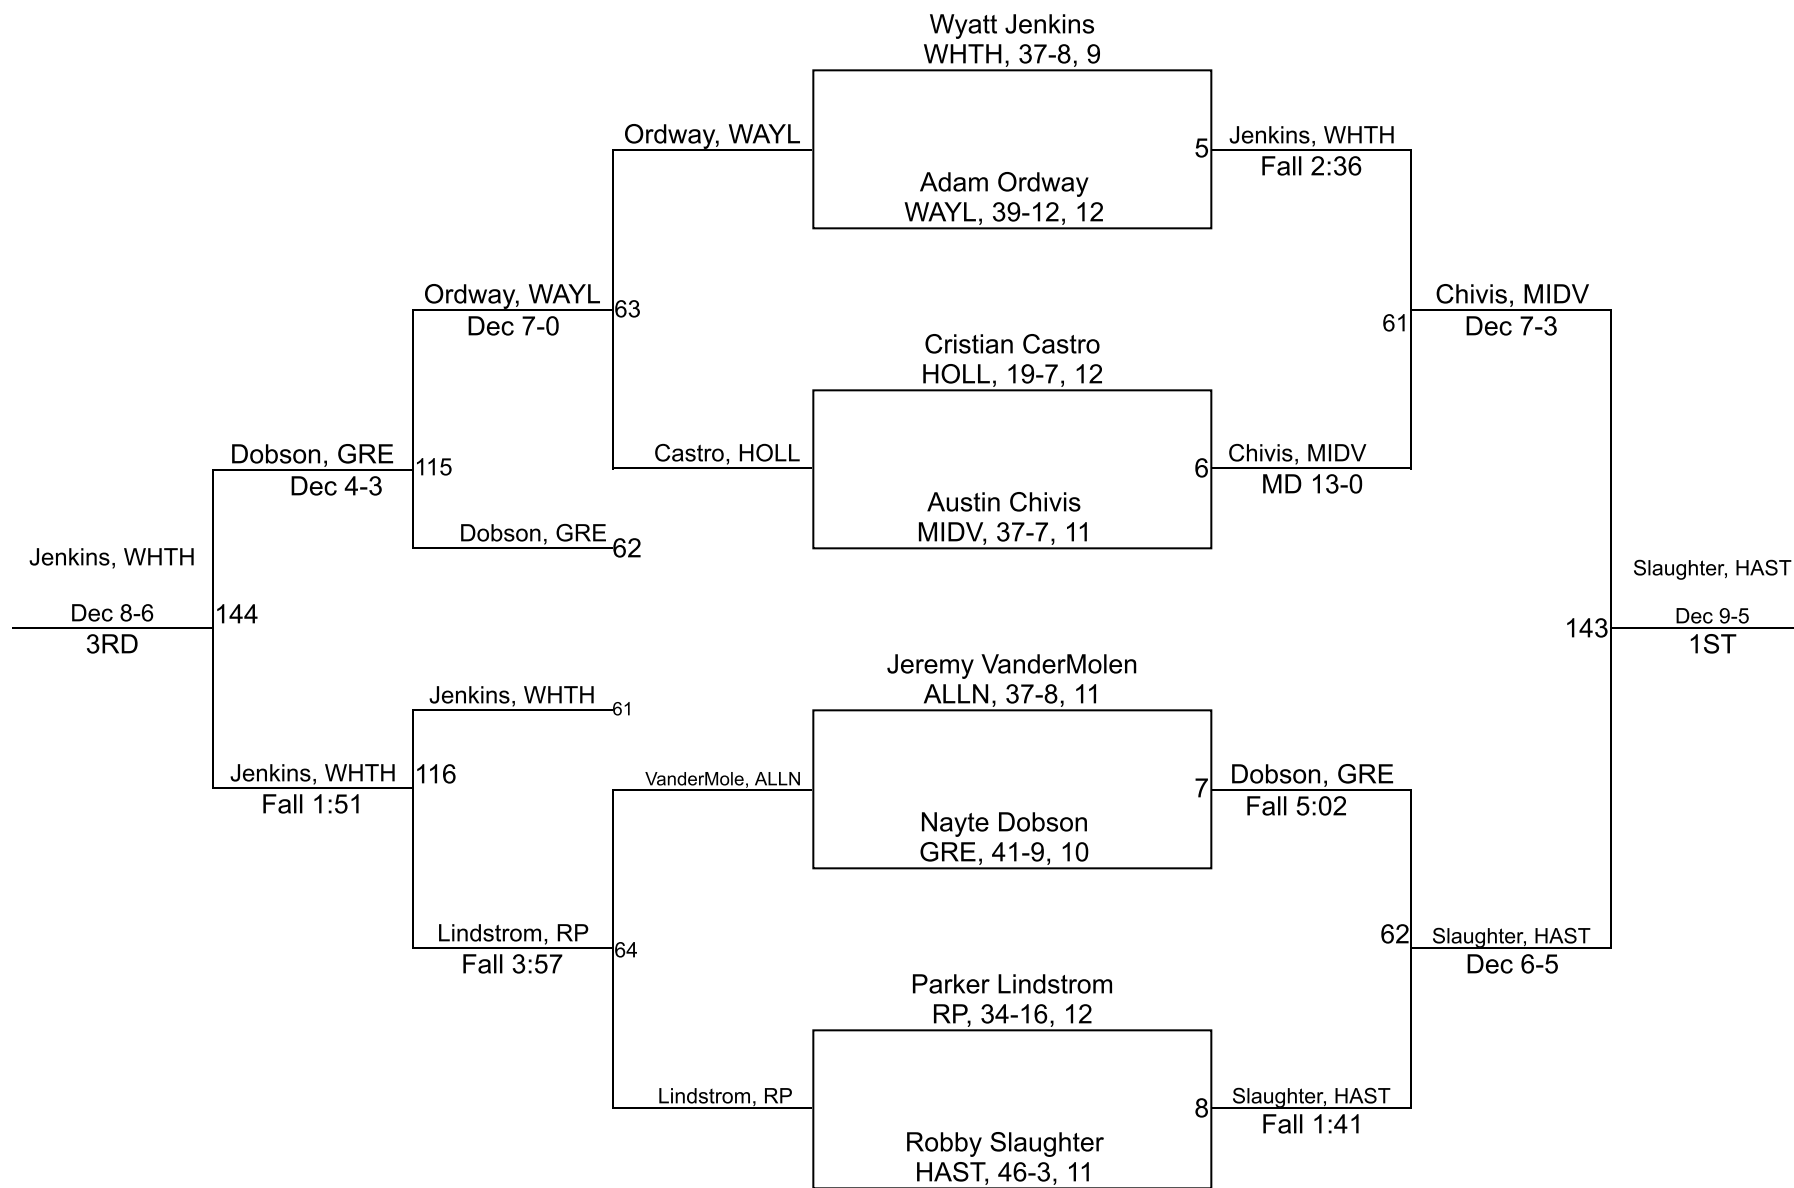 Wyatt Jenkins
WHTH, 37-8, 9
Ordway, WAYL
5
Jenkins, WHTH
Fall 2:36
Adam Ordway
WAYL, 39-12, 12
Ordway, WAYL
63
Dec 7-0
Chivis, MIDV
61
Dec 7-3
Cristian Castro
HOLL, 19-7, 12
Dobson, GRE
115
Dec 4-3
Castro, HOLL
6
Chivis, MIDV
MD 13-0
Austin Chivis
MIDV, 37-7, 11
Dobson, GRE
62
Jenkins, WHTH
Dec 8-6
144
3RD
Slaughter, HAST
143
Dec 9-5
1ST
Jeremy VanderMolen
ALLN, 37-8, 11
Jenkins, WHTH
61
Jenkins, WHTH
116
Fall 1:51
VanderMole, ALLN
7
Dobson, GRE
Fall 5:02
Nayte Dobson
GRE, 41-9, 10
Lindstrom, RP
64
Fall 3:57
62
Slaughter, HAST
Dec 6-5
Parker Lindstrom
RP, 34-16, 12
Lindstrom, RP
8
Slaughter, HAST
Fall 1:41
Robby Slaughter
HAST, 46-3, 11